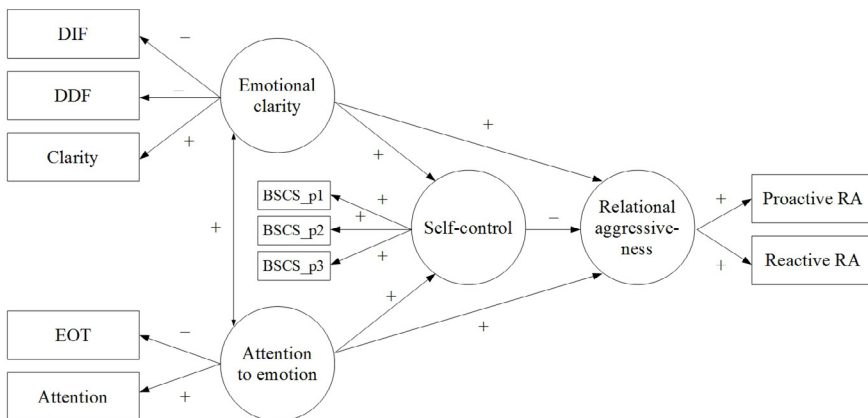 DIF
DDF
Clarity
EOT
Attention
−
−
+
−
+
Emotional
clarity
+
Attention
to emotion
BSCS_p1
BSCS_p2
BSCS_p3
+
+
+
+
+
Self-control
+
−
+
Relational
aggressive-
ness
+
+
Proactive RA
Reactive RA